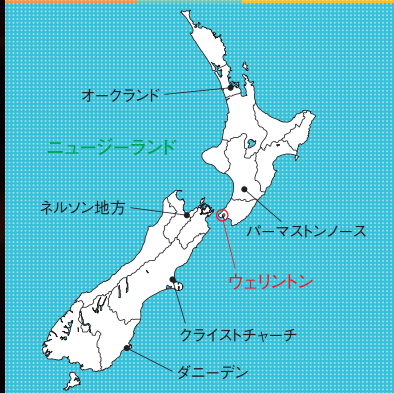 オークランド
ニュージーランド
ネルソン地方
パーマストンノース
ウェリントン
クライストチャーチ
ダニーデン